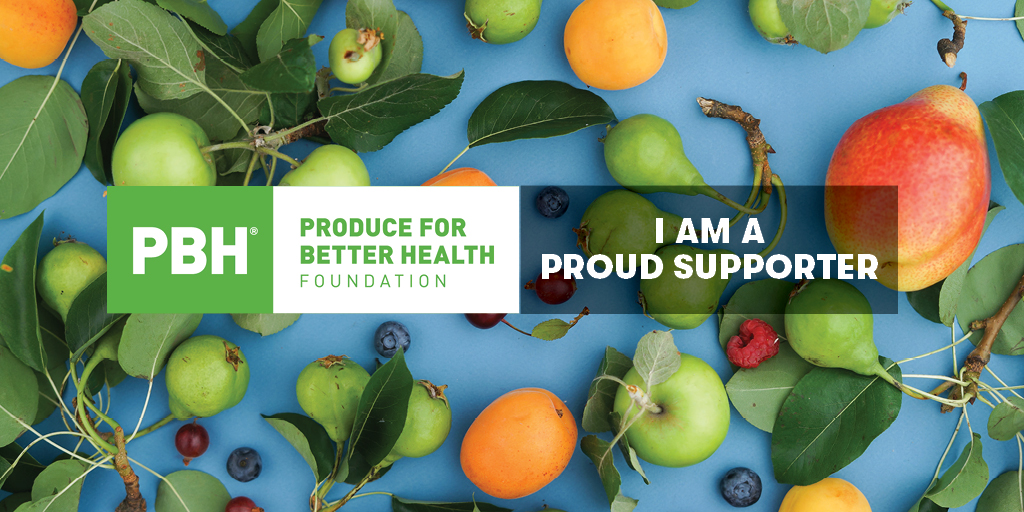 PBH®
PRODUCE FOR
BETTER HEALTH
FOUNDATION
I AM A
PROUD SUPPORTER